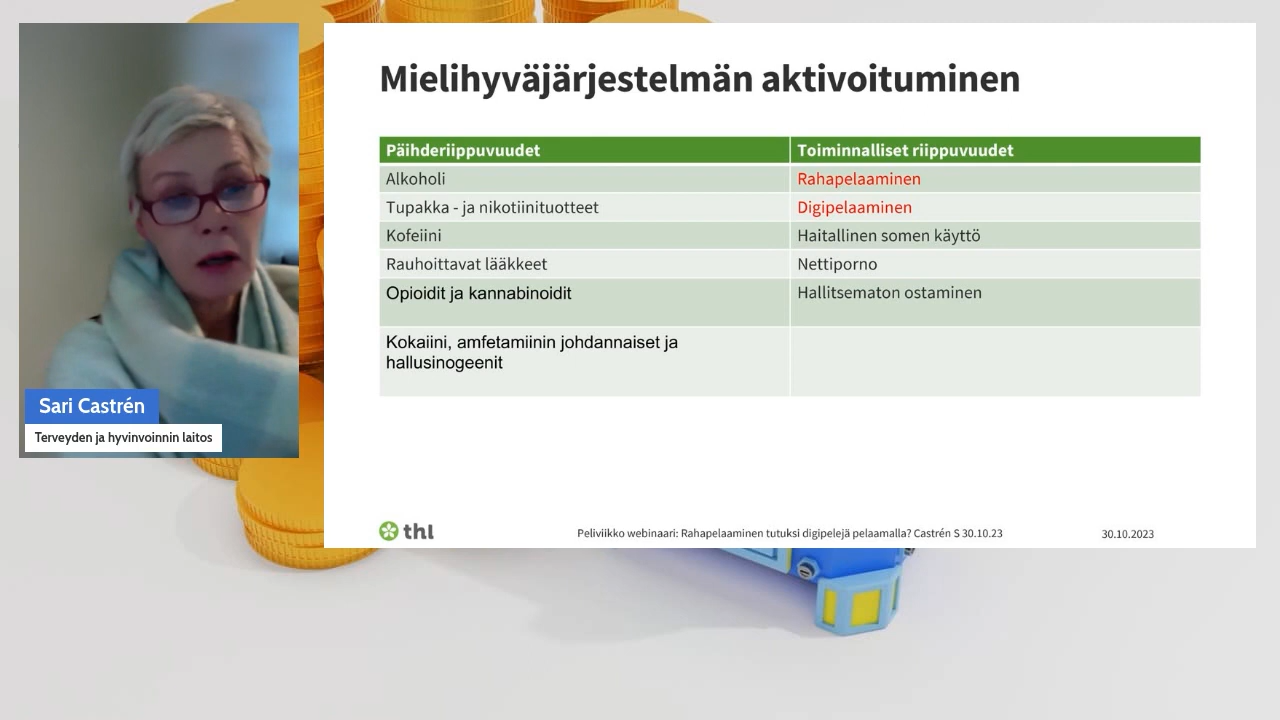 Mielihyväjärjestelmän aktivoituminen
Päihderiippuvuudet
Toiminnalliset riippuvuudet
Alkoholi
Rahapelaaminen
Tupakka - ja nikotiinituotteet
Digipelaaminen
Kofeiini
Haitallinen somen käyttö
Rauhoittavat lääkkeet
Nettiporno
Opioidit ja kannabinoidit
Hallitsematon ostaminen
Kokaiini, amfetamiinin johdannaiset ja
hallusinogeenit
Sari Castrén
Terveyden ja hyvinvoinnin laitos
thl
Peliviikko webinaari: Rahapelaaminen tutuksi digipelejä pelaamalla? Castrén S 30.10.23
30.10.2023